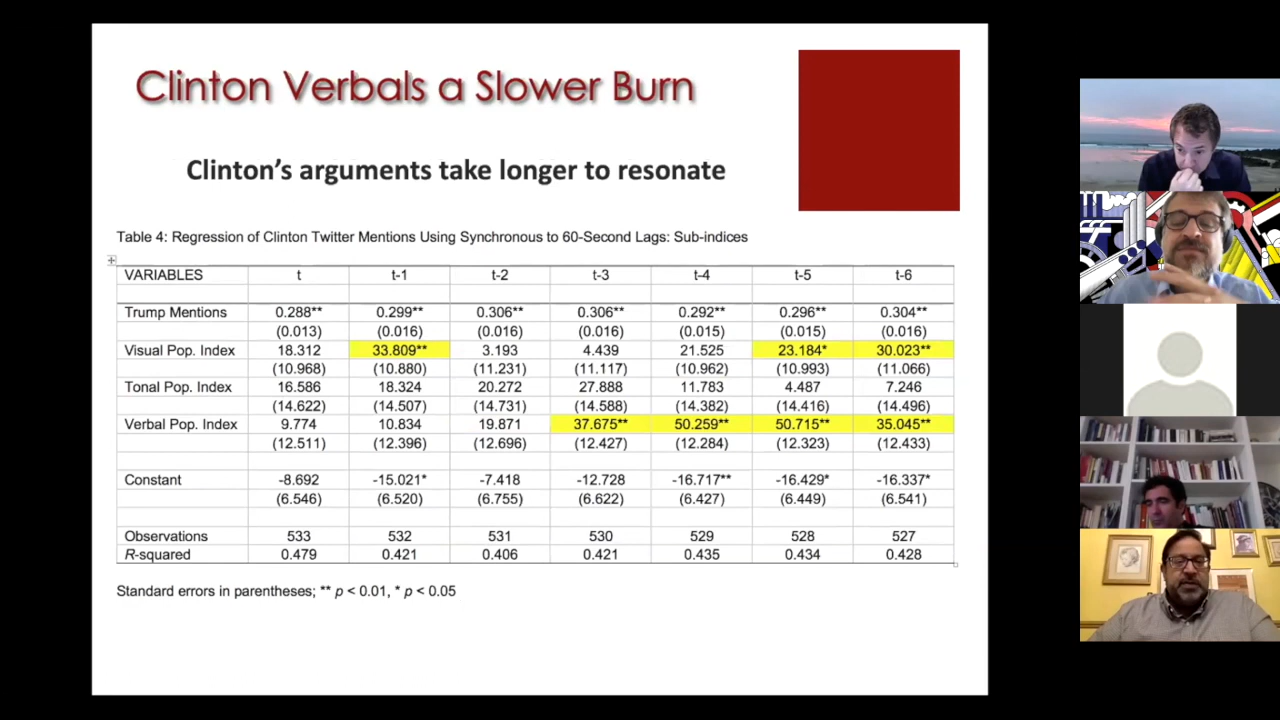 Clinton Verbals a Slower Burn
Clinton's arguments take longer to resonate
Table 4: Regression of Clinton Twitter Mentions Using Synchronous to 60-Second Lags: Sub-indices
VARIABLES t t-1 t-2 t-3 t-4 t-5 t-6
Trump Mentions 0.288** 0.299** 0.306** 0.306** 0.292** 0.296** 0.304**
(0.013) (0.016) (0.016) (0.016) (0.015) (0.015) (0.016)
Visual Pop. Index 18.312 33.809** 3.193 4.439 21.525 23.184* 30.023**
(10.968) (10.880) (11.231) (11.117) (10.962) (10.993) (11.066)
Tonal Pop. Index 16.586 18.324 20.272 27.888 11.783 4.487 7.246
(14.622) (14.507) (14.731) (14.588) (14.382) (14.416) (14.496)
Verbal Pop. Index 9.774 10.834 19.871 37.675** 50.259** 50.715** 35.045**
(12.511) (12.396) (12.696) (12.427) (12.284) (12.323) (12.433)
Constant -8.692 -15.021* -7.418 -12.728 -16.717** -16.429* -16.337*
(6.546) (6.520) (6.755) (6.622) (6.427) (6.449) (6.541)
Observations 533 532 531 530 529 528 527
R-squared 0.479 0.421 0.406 0.421 0.435 0.434 0.428
Standard errors in parentheses; ** p < 0.01, * p < 0.05